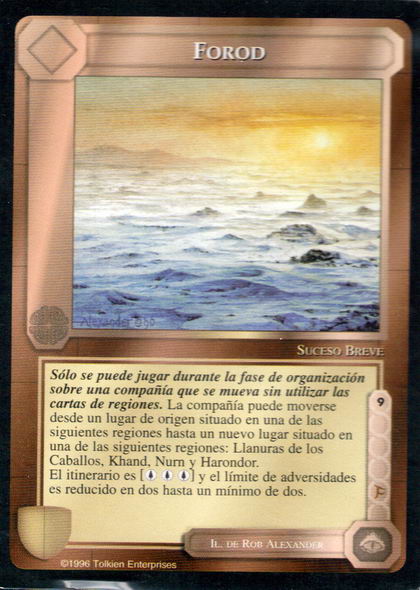 FOROD
Alexander ©90
SUCESO BREVE
Sólo se puede jugar durante la fase de organización
sobre una compañía que se mueva sin utilizar las
cartas de regiones. La compañía puede moverse
desde un lugar de origen situado en una de las
siguientes regiones hasta un nuevo lugar situado en
una de las siguientes regiones: Llanuras de los
Caballos, Khand, Nurn y Harondor.
El itinerario es [ ] y el límite de adversidades
es reducido en dos hasta un mínimo de dos.
9
F
IL. DE ROB ALEXANDER
©1996 Tolkien Enterprises